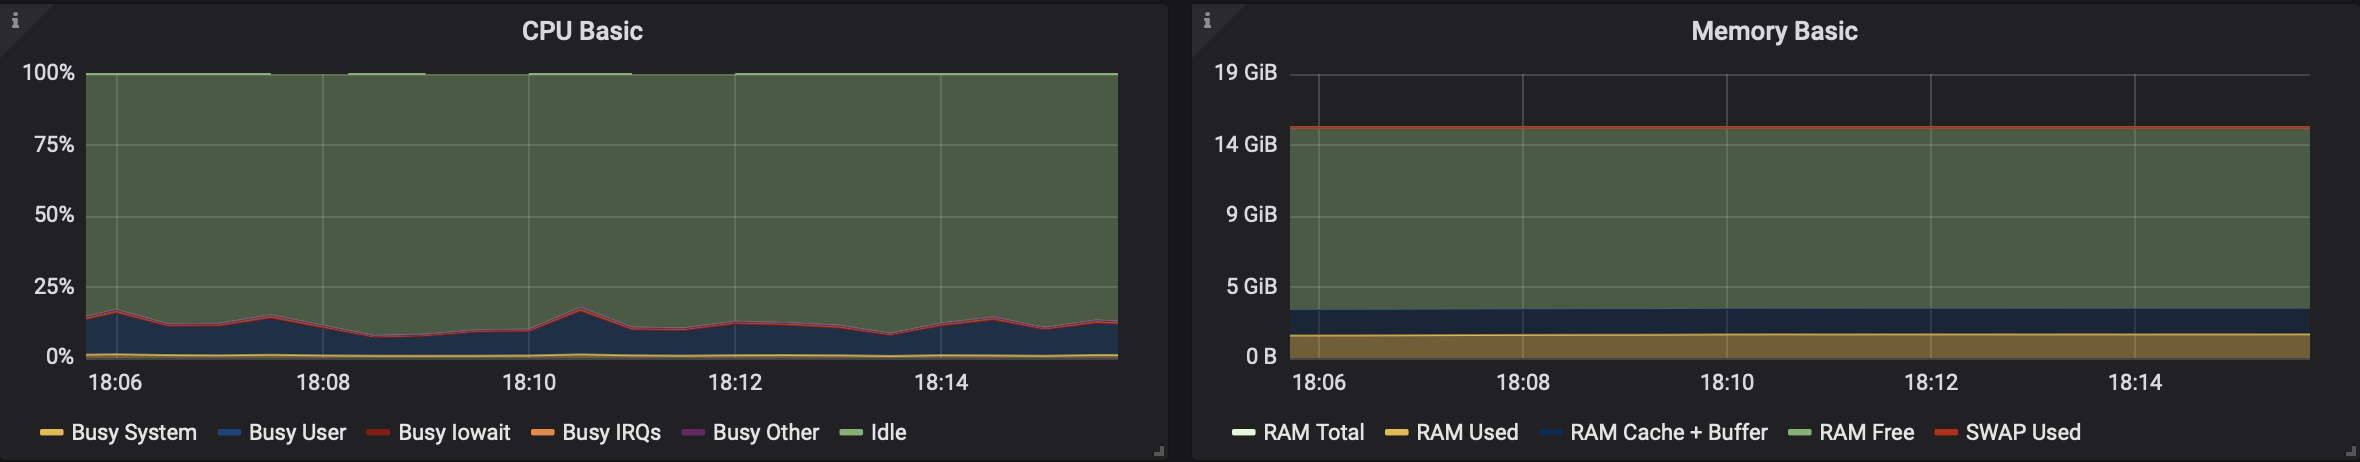 CPU Basic
100%
75%
50%
25%
0%
18:06 18:08 18:10 18:12 18:14
Busy System Busy User Busy Iowait Busy IRQs Busy Other Idle
Memory Basic
19 GiB
14 GiB
9 GiB
5 GiB
0 B
18:06 18:08 18:10 18:12 18:14
RAM Total RAM Used RAM Cache + Buffer RAM Free SWAP Used